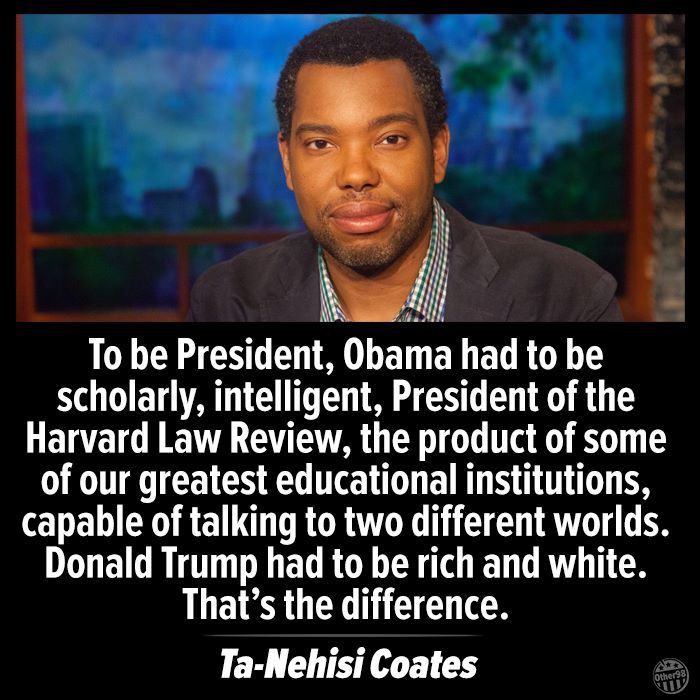 To be President, Obama had to be
scholarly, intelligent, President of the
Harvard Law Review, the product of some
of our greatest educational institutions,
capable of talking to two different worlds.
Donald Trump had to be rich and white.
That's the difference.
Ta-Nehisi Coates
Other98